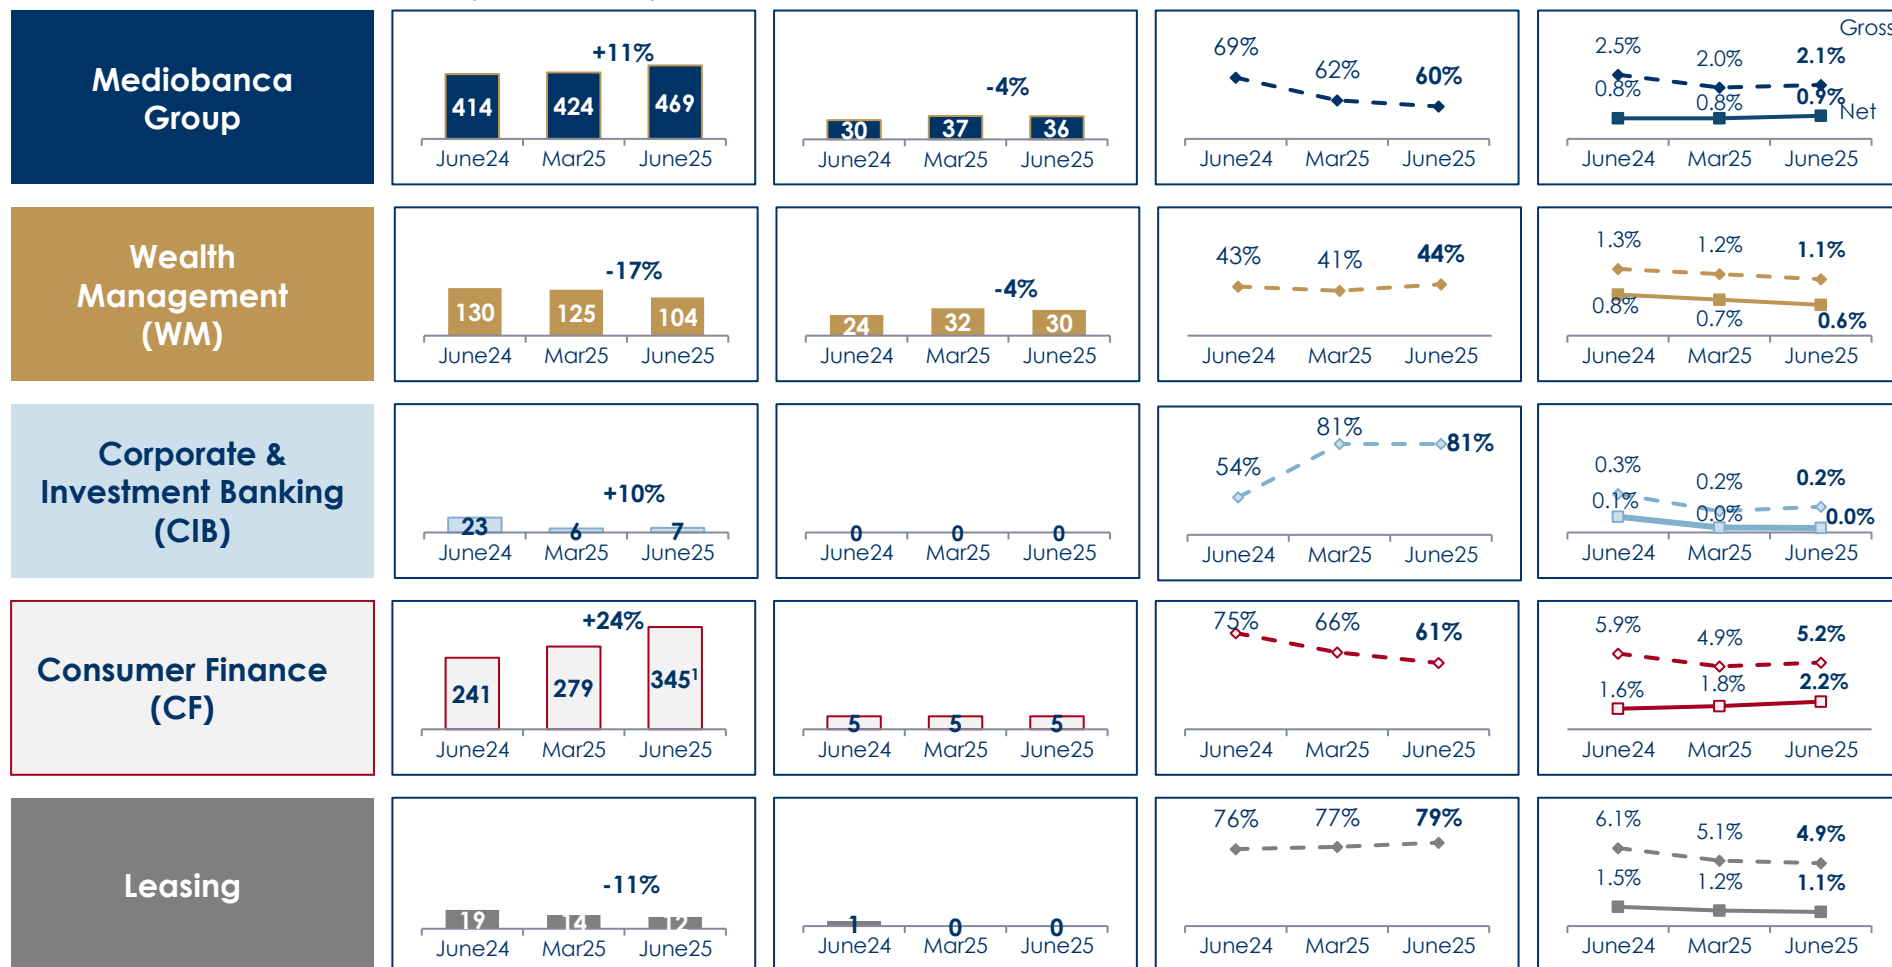 Mediobanca
Group
+11%
414
424
469
June24
Mar25
June25
-4%
30
37
36
June24
Mar25
June25
69%
62%
60%
June24
Mar25
June25
Gross
2.5%
2.0%
2.1%
0.8%
0.8%
0.9%
Net
June24
Mar25
June25
Wealth
Management
(WM)
-17%
130
125
104
June24
Mar25
June25
-4%
24
32
30
June24
Mar25
June25
43%
41%
44%
June24
Mar25
June25
1.3%
1.2%
1.1%
0.8%
0.7%
0.6%
June24
Mar25
June25
Corporate &
Investment Banking
(CIB)
+10%
23
6
7
June24
Mar25
June25
0
0
0
June24
Mar25
June25
54%
81%
81%
June24
Mar25
June25
0.3%
0.2%
0.2%
0.1%
0.0%
0.0%
June24
Mar25
June25
Consumer Finance
(CF)
+24%
241
279
345¹
June24
Mar25
June25
5
5
5
June24
Mar25
June25
75%
66%
61%
June24
Mar25
June25
5.9%
4.9%
5.2%
1.6%
1.8%
2.2%
June24
Mar25
June25
Leasing
-11%
19
14
12
June24
Mar25
June25
1
0
0
June24
Mar25
June25
76%
77%
79%
June24
Mar25
June25
6.1%
5.1%
4.9%
1.5%
1.2%
1.1%
June24
Mar25
June25